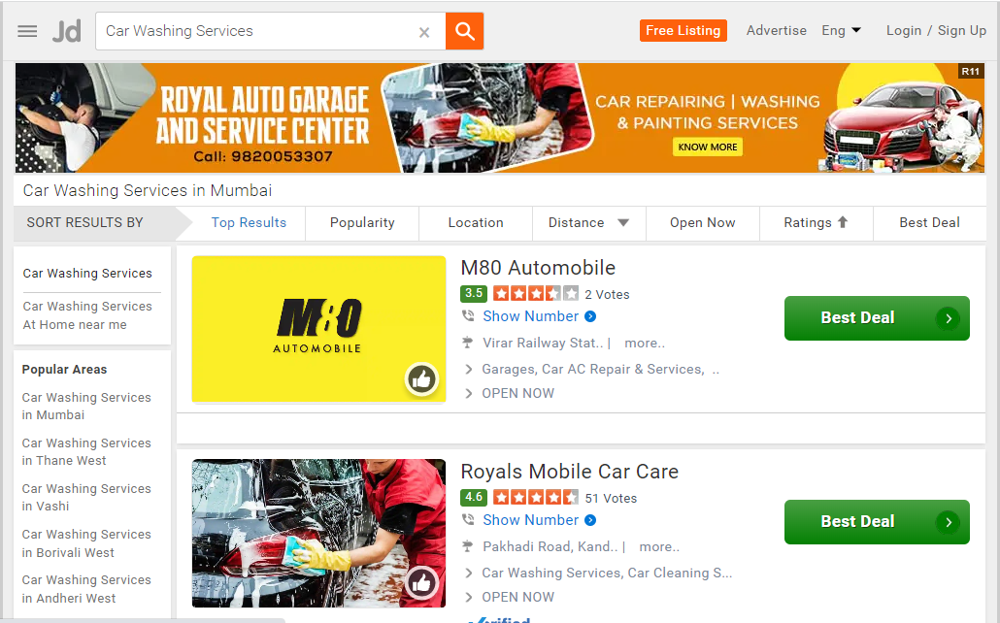 Jd
Car Washing Services
Free Listing
Advertise
Eng
Login / Sign Up
ROYAL AUTO GARAGE
AND SERVICE CENTER
Call: 9820053307
CAR REPAIRING | WASHING
& PAINTING SERVICES
KNOW MORE
R11
Car Washing Services in Mumbai
SORT RESULTS BY
Top Results
Popularity
Location
Distance
Open Now
Ratings
Best Deal
Car Washing Services
Car Washing Services
At Home near me
Popular Areas
Car Washing Services
in Mumbai
Car Washing Services
in Thane West
Car Washing Services
in Vashi
Car Washing Services
in Borivali West
Car Washing Services
in Andheri West
M80
AUTOMOBILE
M80 Automobile
3.5 2 Votes
Show Number
Virar Railway Stat.. | more..
Garages, Car AC Repair & Services, ..
OPEN NOW
Best Deal
Royals Mobile Car Care
4.6 51 Votes
Show Number
Pakhadi Road, Kand.. | more..
Car Washing Services, Car Cleaning S...
OPEN NOW
Best Deal